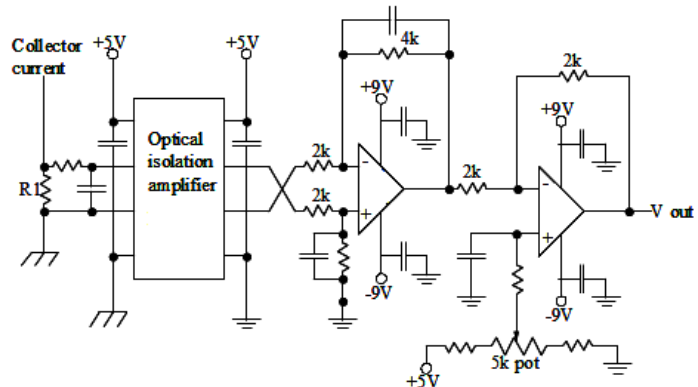 Collector
current
+5V
+5V
4k
2k
+9V
+9V
Optical
isolation
amplifier
2k
2k
2k
R1
-
+
-
+
V out
-9V
-9V
5k pot
+5V